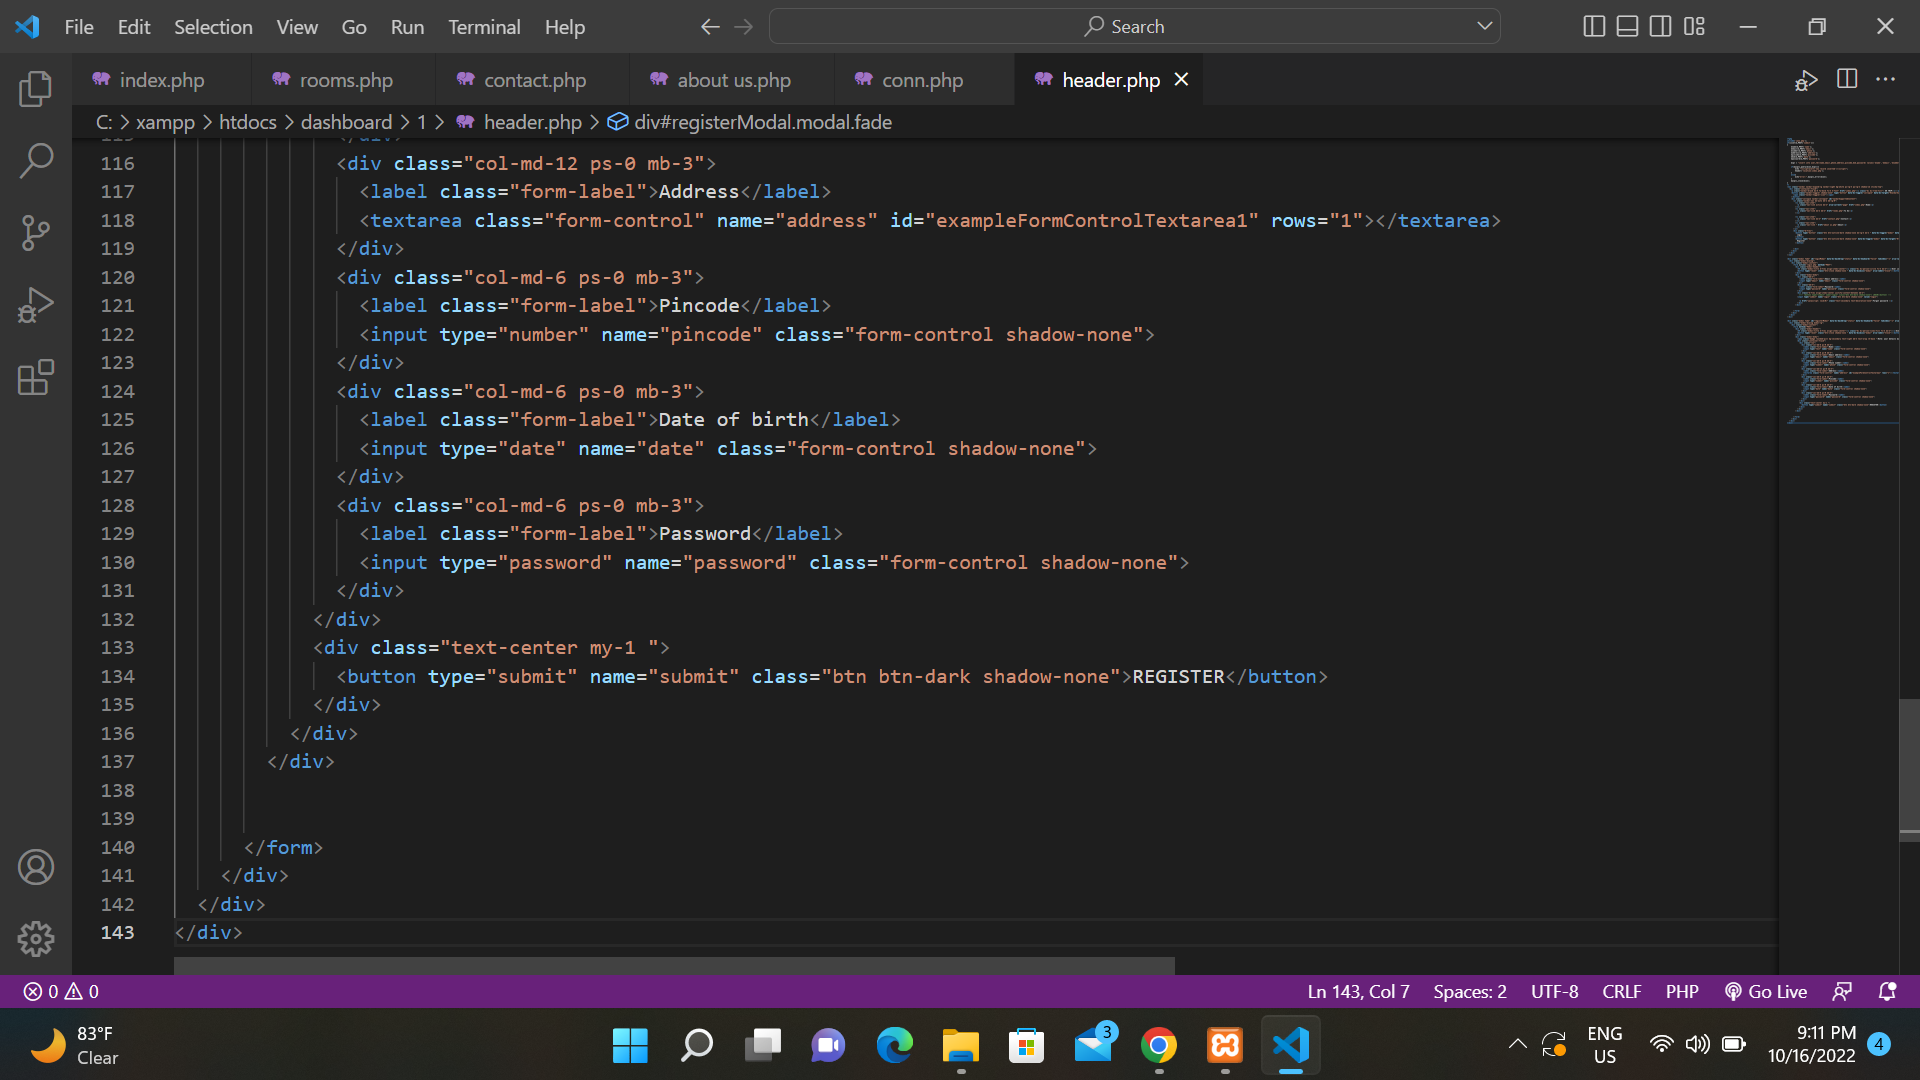 File Edit Selection View Go Run Terminal Help Search
index.php rooms.php contact.php about us.php conn.php header.php
C: > xampp > htdocs > dashboard > 1 > header.php > div#registerModal.modal.fade
116 <div class="col-md-12 ps-0 mb-3">
117 <label class="form-label">Address</label>
118 <textarea class="form-control" name="address" id="exampleFormControlTextarea1" rows="1"></textarea>
119 </div>
120 <div class="col-md-6 ps-0 mb-3">
121 <label class="form-label">Pincode</label>
122 <input type="number" name="pincode" class="form-control shadow-none">
123 </div>
124 <div class="col-md-6 ps-0 mb-3">
125 <label class="form-label">Date of birth</label>
126 <input type="date" name="date" class="form-control shadow-none">
127 </div>
128 <div class="col-md-6 ps-0 mb-3">
129 <label class="form-label">Password</label>
130 <input type="password" name="password" class="form-control shadow-none">
131 </div>
132 </div>
133 <div class="text-center my-1 ">
134 <button type="submit" name="submit" class="btn btn-dark shadow-none">REGISTER</button>
135 </div>
136 </div>
137 </div>
138
139
140 </form>
141 </div>
142 </div>
143 </div>
0 0 Ln 143, Col 7 Spaces: 2 UTF-8 CRLF PHP Go Live
83°F
Clear
3
ENG
US
9:11 PM
10/16/2022
4